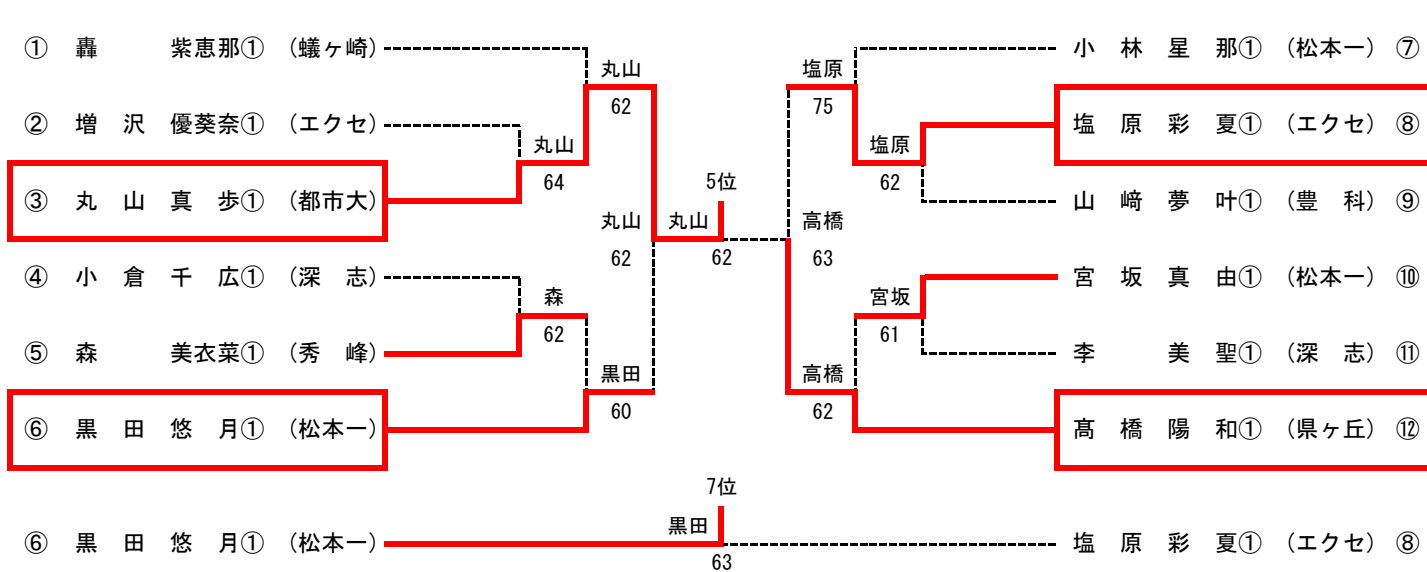 ① 轟 紫恵那① (蟻ヶ崎)
小 林 星 那① (松本一) ⑦
丸山
62
塩原
75
② 増 沢 優葵奈① (エクセ)
塩 原 彩 夏① (エクセ) ⑧
丸山
64
塩原
62
③ 丸 山 真 歩① (都市大)
5位
山 﨑 夢 叶① (豊 科) ⑨
丸山
62
丸山
62
高橋
63
④ 小 倉 千 広① (深 志)
宮 坂 真 由① (松本一) ⑩
森
62
宮坂
61
⑤ 森 美衣菜① (秀 峰)
李 美 聖① (深 志) ⑪
黒田
60
高橋
62
⑥ 黒 田 悠 月① (松本一)
髙 橋 陽 和① (県ヶ丘) ⑫
7位
黒田
63
⑥ 黒 田 悠 月① (松本一)
塩 原 彩 夏① (エクセ) ⑧